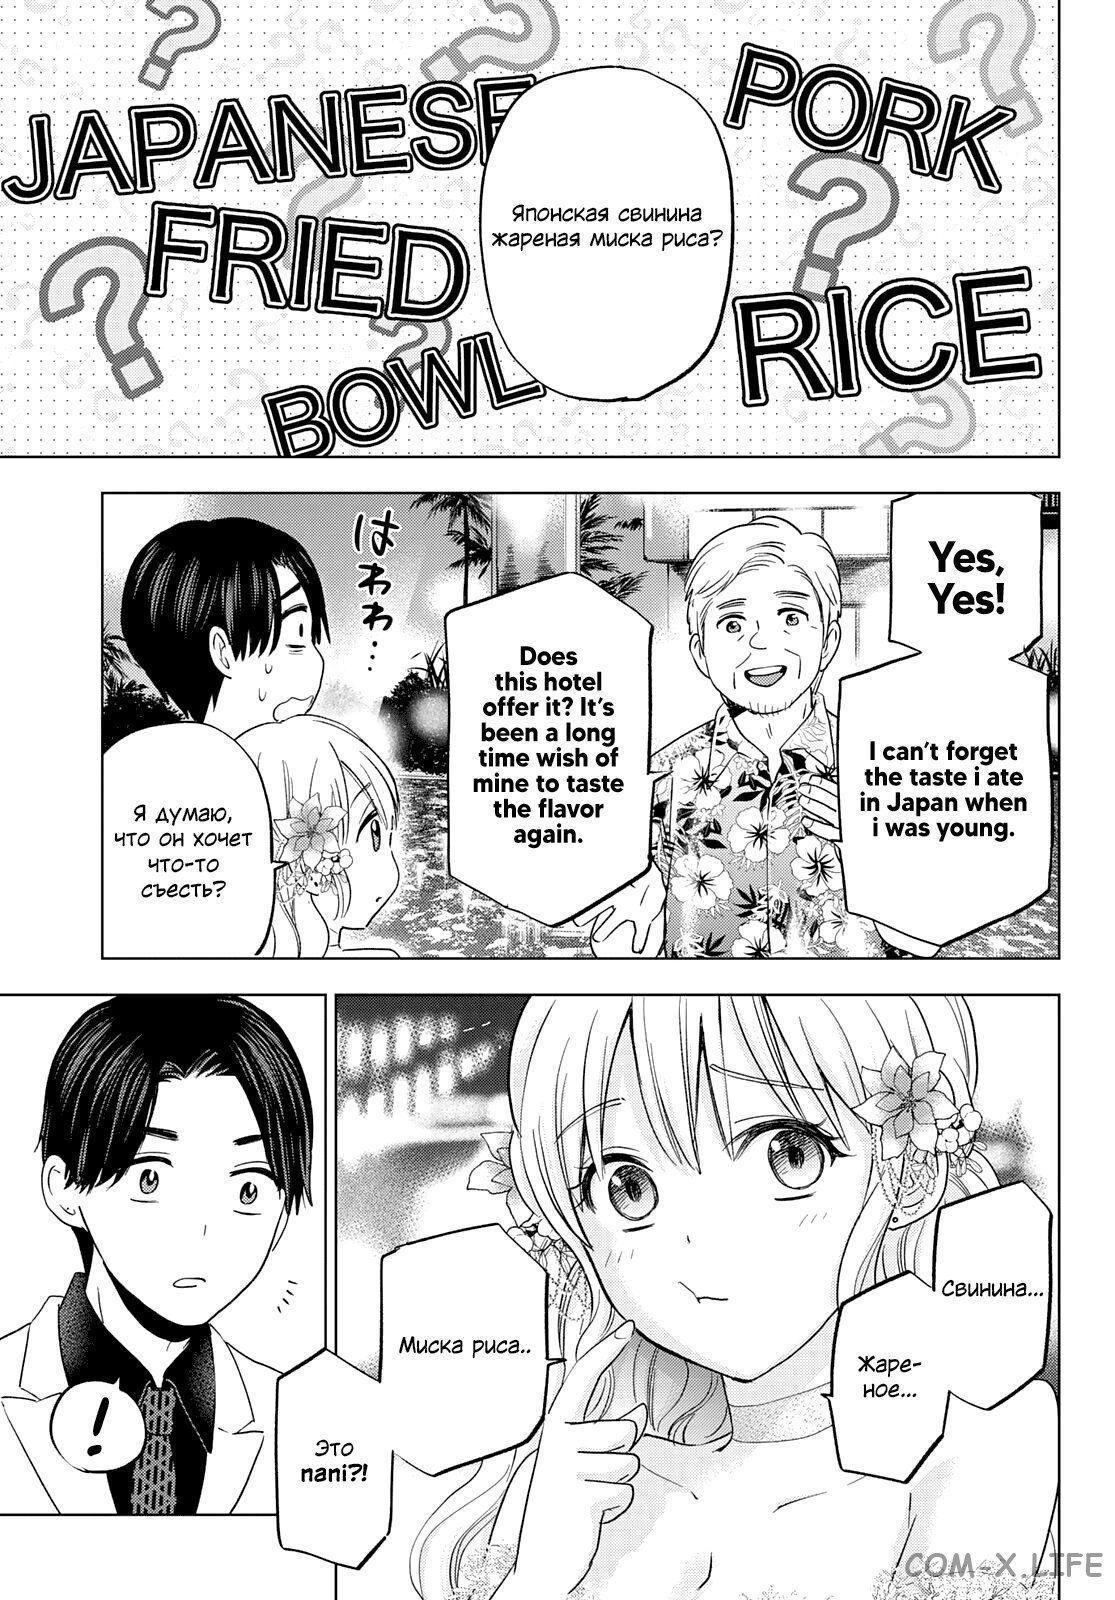 JAPANESE
FRIED
BOWL
PORK
RICE
Японская свинина
жареная миска риса?
Yes,
Yes!
I can't forget
the taste i ate
in Japan when
i was young.
Does
this hotel
offer it? It's
been a long
time wish of
mine to taste
the flavor
again.
はわわ…
Я думаю,
что он хочет
что-то
съесть?
Свинина...
Жаре-
ное...
Миска риса..
Это
nani?!
!
COM-X.LIFE